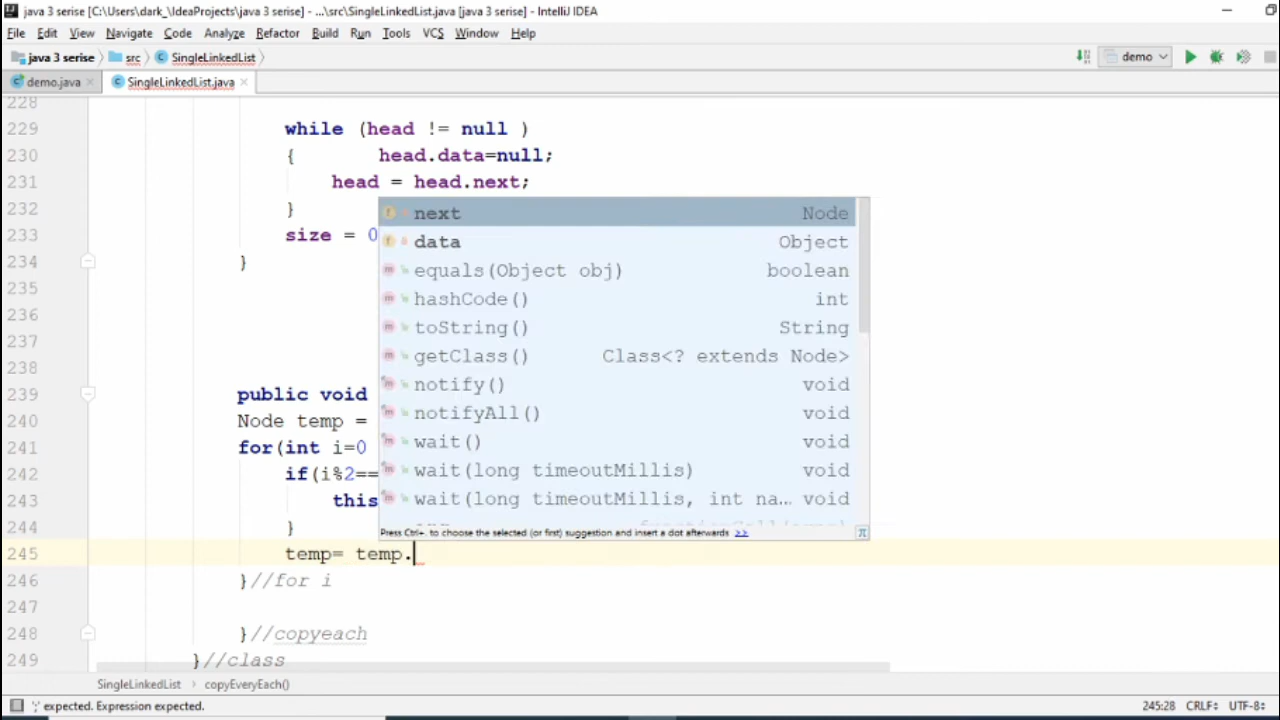 java 3 serise [C:\Users\dark_\IdeaProjects\java 3 serise] - ...\src\SingleLinkedList.java [java 3 serise] - IntelliJ IDEA
File Edit View Navigate Code Analyze Refactor Build Run Tools VCS Window Help
java 3 serise src SingleLinkedList demo
demo.java SingleLinkedList.java
228
229 while (head != null )
230 { head.data=null;
231 head = head.next;
232 }
233 size = 0
234 }
235
236
237
238
239 public void
240 Node temp =
241 for(int i=0
242 if(i%2==
243 this
244 }
245 temp= temp.
246 }//for i
247
248 }//copyeach
249 }//class
next Node
data Object
equals(Object obj) boolean
hashCode() int
toString() String
getClass() Class<? extends Node>
notify() void
notifyAll() void
wait() void
wait(long timeoutMillis) void
wait(long timeoutMillis, int na… void
Press Ctrl+. to choose the selected (or first) suggestion and insert a dot afterwards >>
SingleLinkedList copyEveryEach()
';' expected. Expression expected. 245:28 CRLF UTF-8